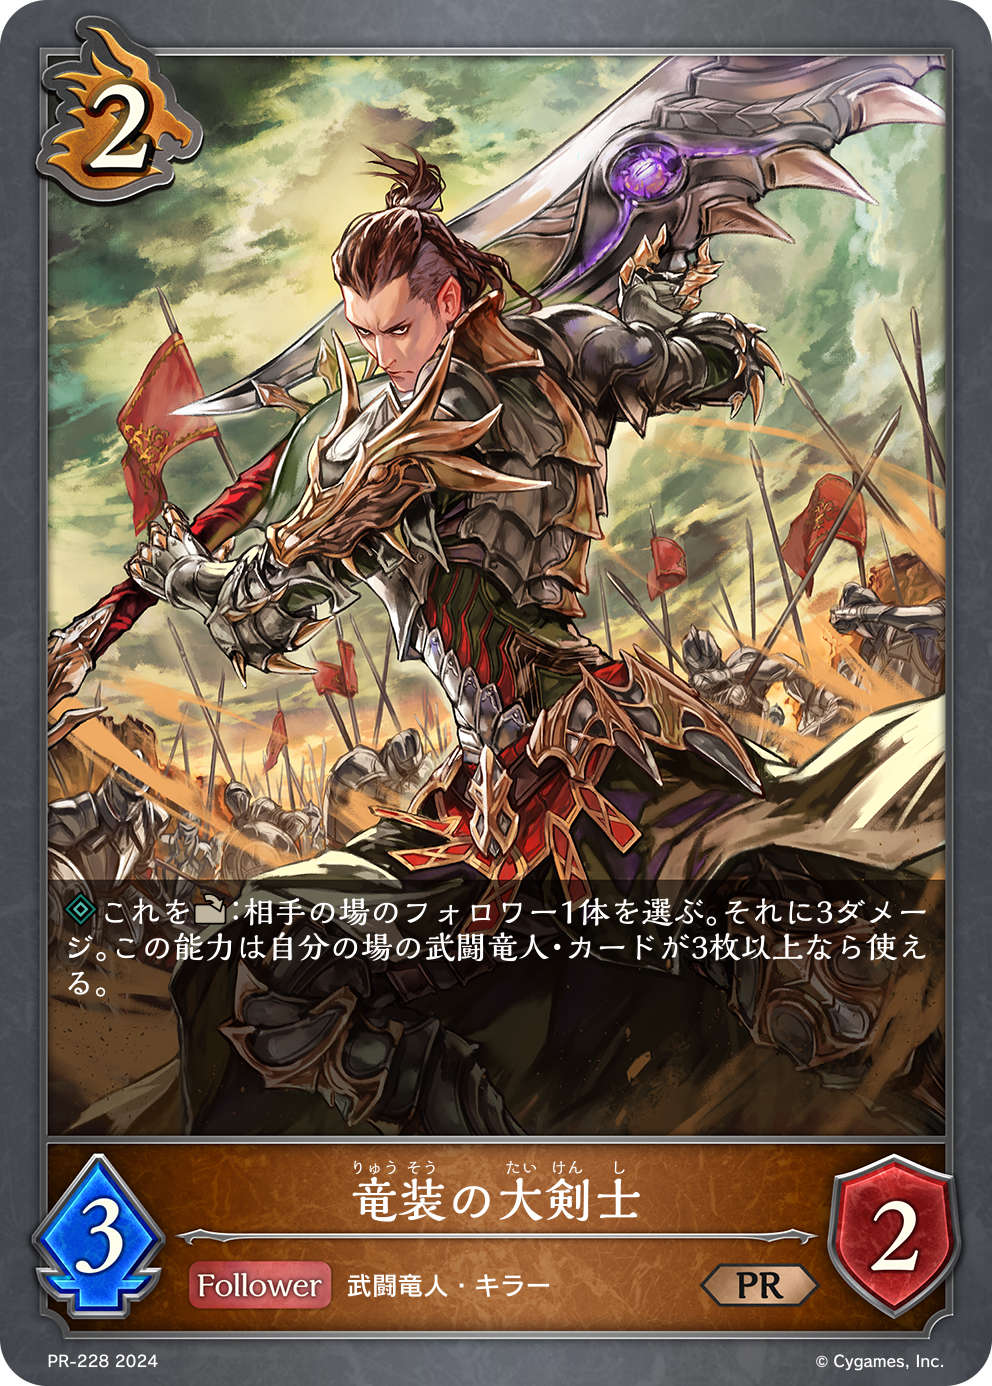 2
これを:相手の場のフォロワー1体を選ぶ。それに3ダメー
ジ。この能力は自分の場の武闘竜人・カードが3枚以上なら使え
る。
りゅう そう たい けん し
竜装の大剣士
3
2
Follower 武闘竜人・キラー PR
PR-228 2024
© Cygames, Inc.